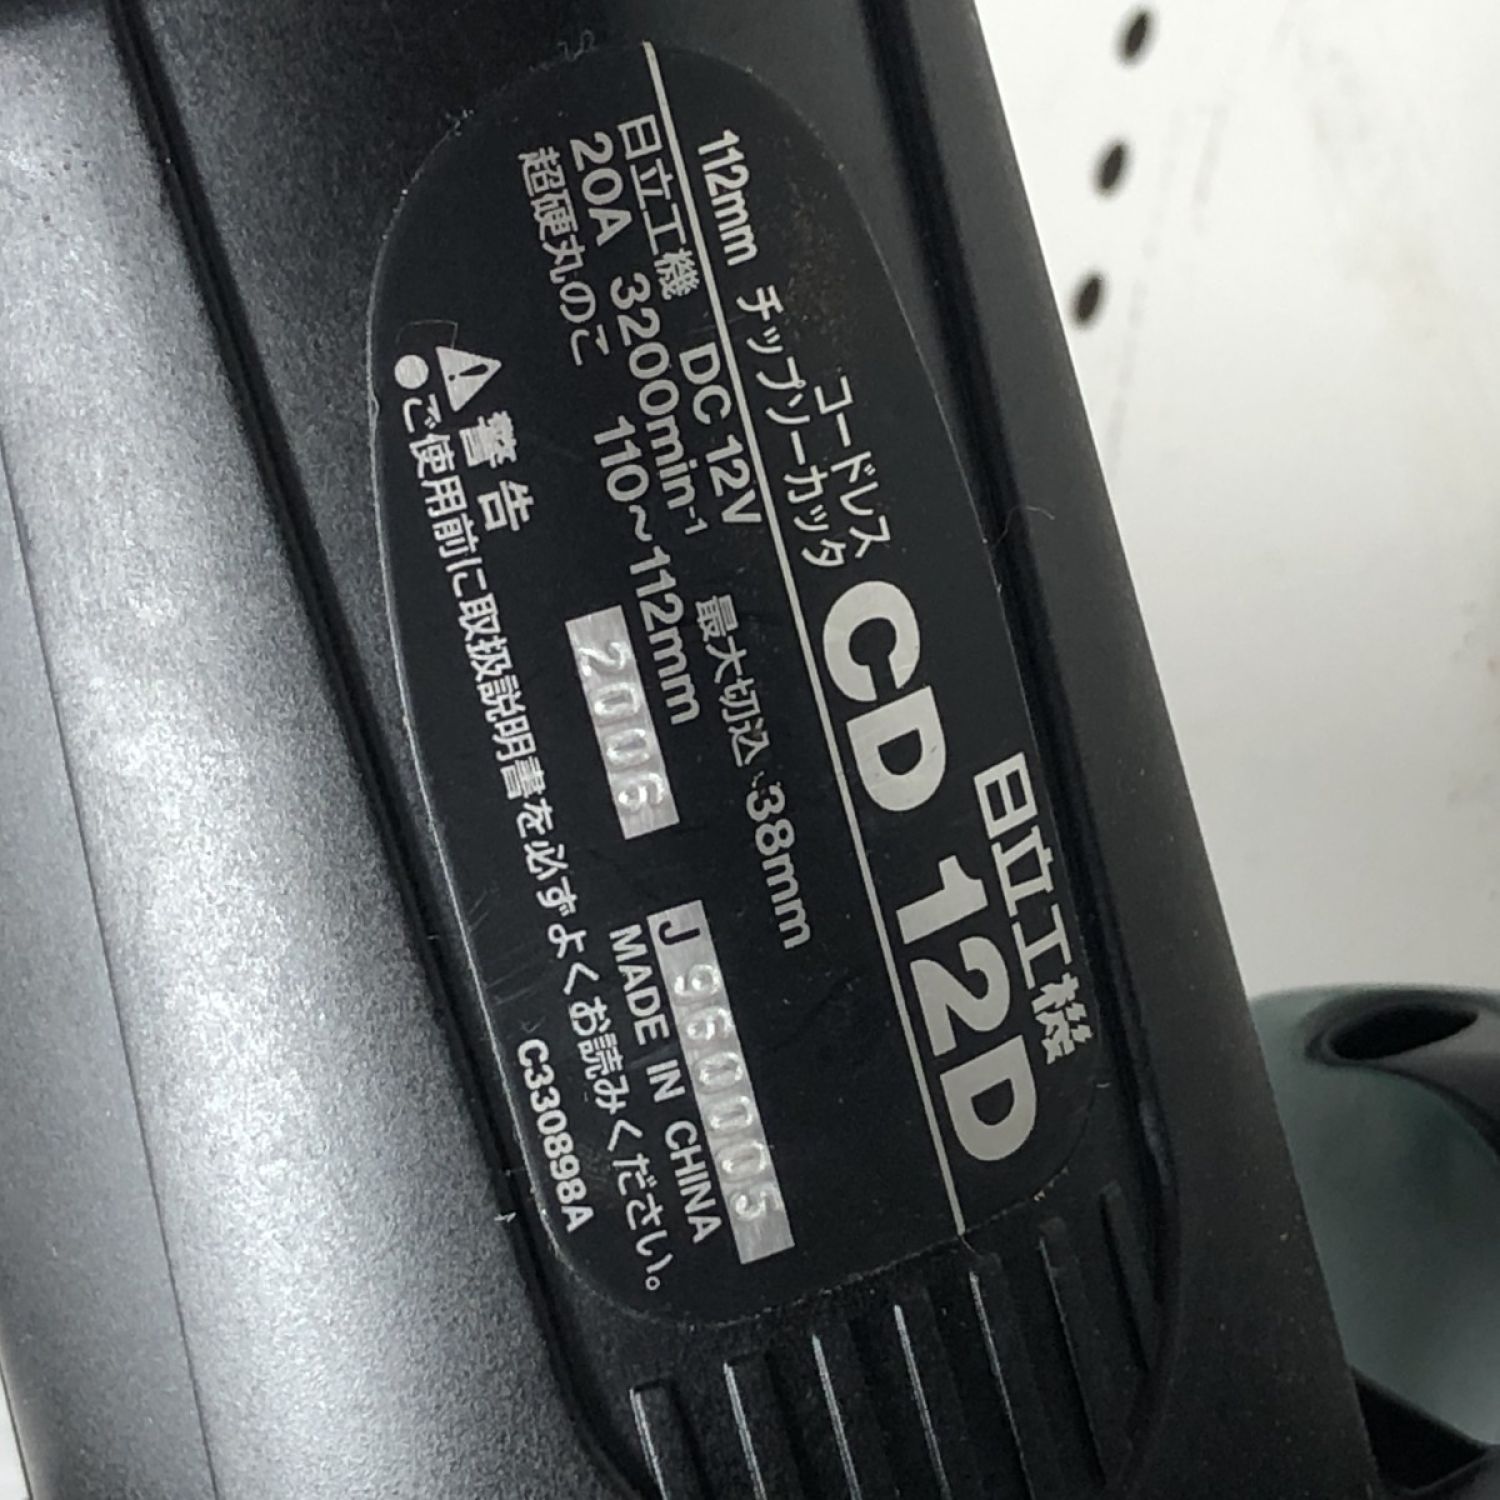 日立工機
112mm コードレス チップソーカッタ CD 12D
日立工機 DC 12V 最大切込 38mm
20A 3200min-1
超硬丸のこ 110～112mm
2006 J 960005
MADE IN CHINA
警告
ご使用前に取扱説明書を必ずよくお読みください。
C330898A